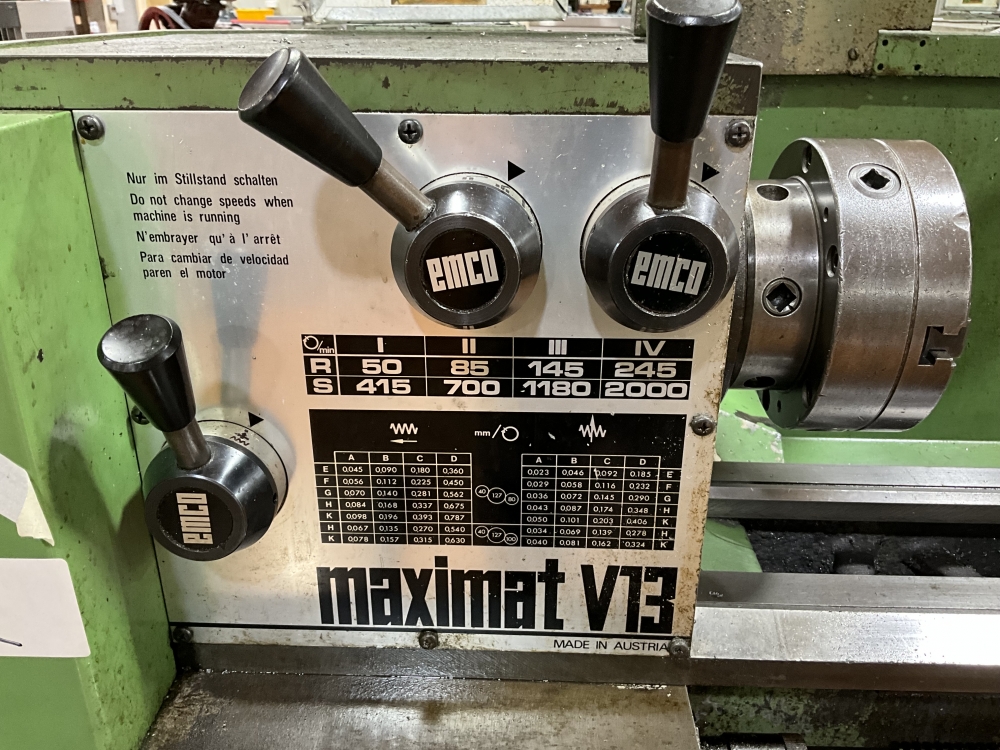 Nur im Stillstand schalten
Do not change speeds when
machine is running
N'embrayer qu'à l'arrêt
Para cambiar de velocidad
paren el motor
emco
emco
emco
/min I II III IV
R 50 85 145 245
S 415 700 1180 2000
mm/
A B C D A B C D
E 0,045 0,090 0,180 0,360 0,023 0,046 0,092 0,185 E
F 0,056 0,112 0,225 0,450 0,029 0,058 0,116 0,232 F
G 0,070 0,140 0,281 0,562 40 127 80 0,036 0,072 0,145 0,290 G
H 0,084 0,168 0,337 0,675 0,043 0,087 0,174 0,348 H
K 0,098 0,196 0,393 0,787 0,050 0,101 0,203 0,406 K
H 0,067 0,135 0,270 0,540 40 127 100 0,034 0,069 0,139 0,278 H
K 0,078 0,157 0,315 0,630 0,040 0,081 0,162 0,324 K
maximat V13
MADE IN AUSTRIA